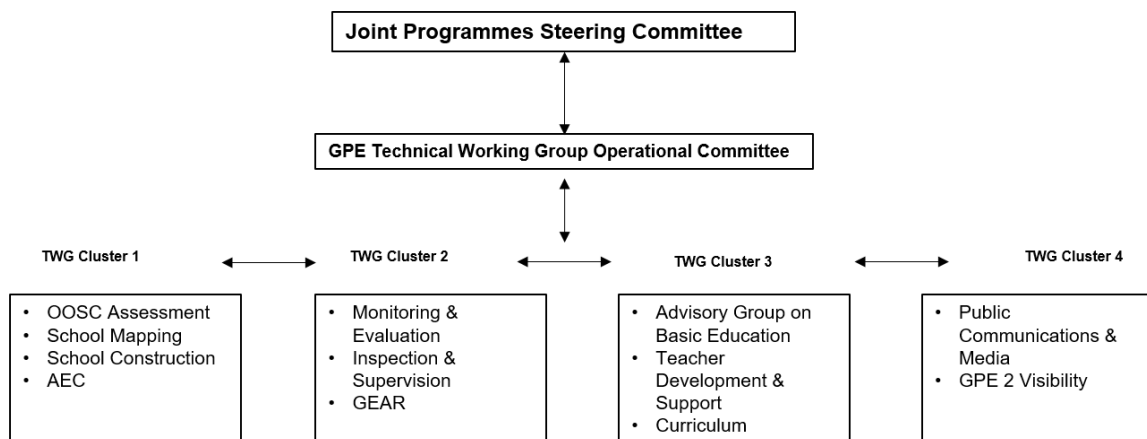 Joint Programmes Steering Committee
GPE Technical Working Group Operational Committee
TWG Cluster 1
TWG Cluster 2
TWG Cluster 3
TWG Cluster 4
• OOSC Assessment
• School Mapping
• School Construction
• AEC
• Monitoring &
Evaluation
• Inspection &
Supervision
• GEAR
• Advisory Group on
Basic Education
• Teacher
Development &
Support
• Curriculum
• Public
Communications &
Media
• GPE 2 Visibility